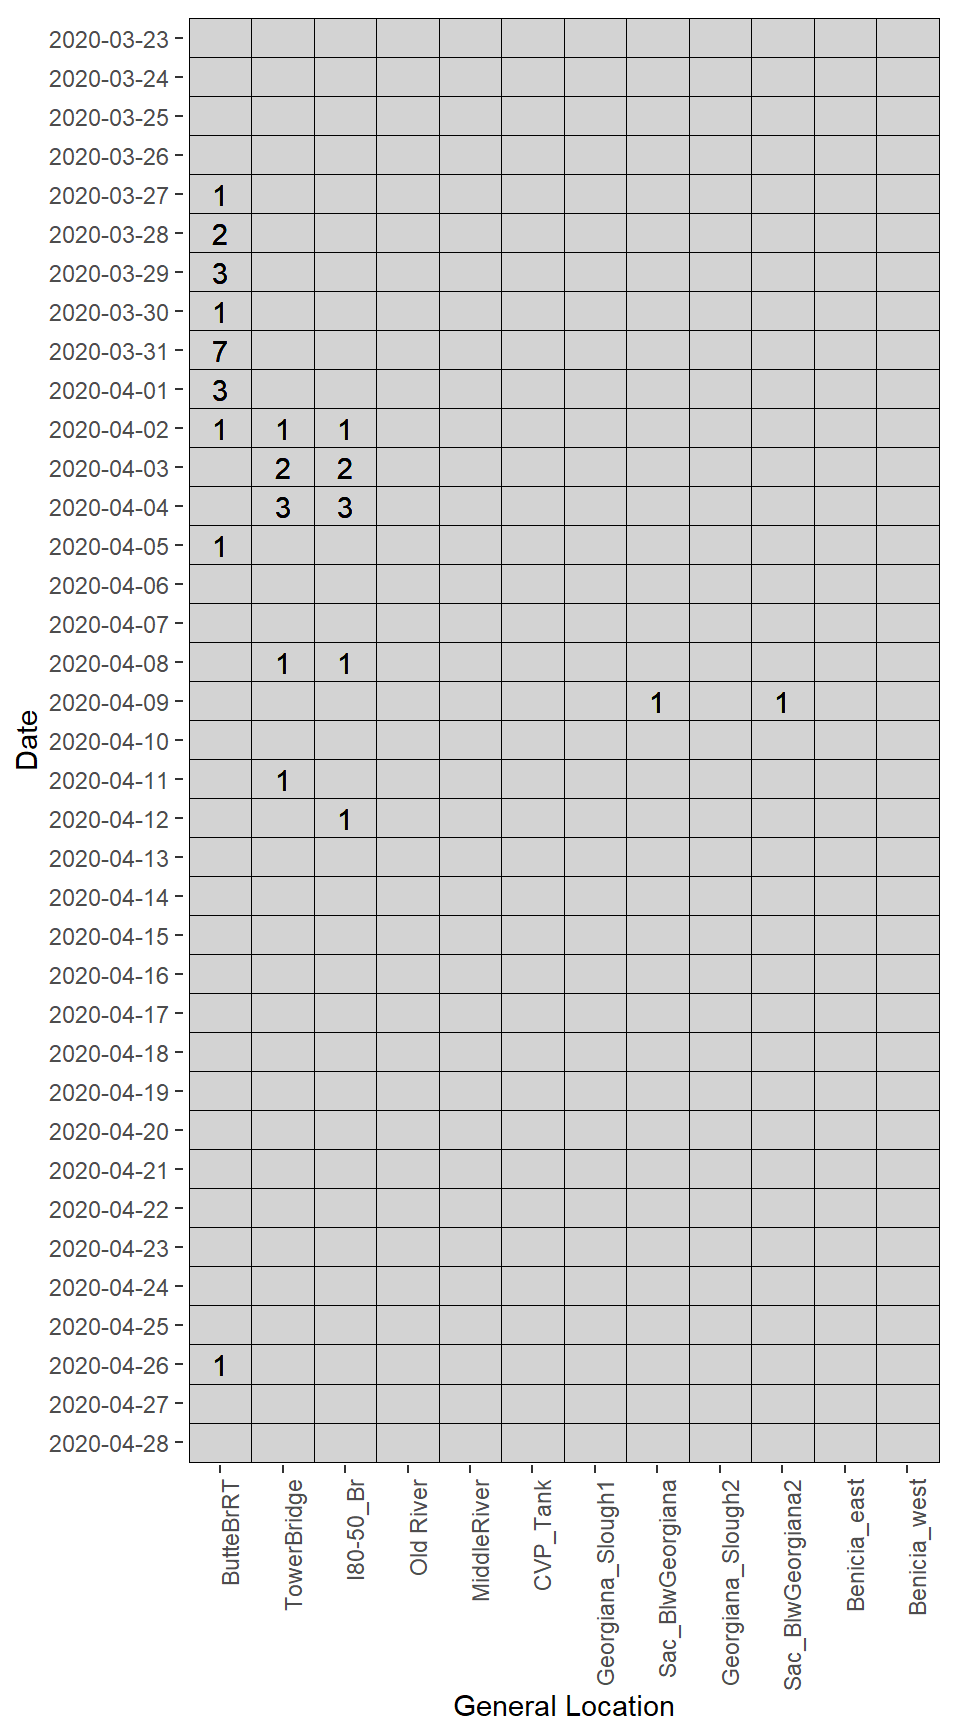 2020-03-23
2020-03-24
2020-03-25
2020-03-26
2020-03-27 1
2020-03-28 2
2020-03-29 3
2020-03-30 1
2020-03-31 7
2020-04-01 3
2020-04-02 1 1 1
2020-04-03 2 2
2020-04-04 3 3
2020-04-05 1
2020-04-06
2020-04-07
2020-04-08 1 1
2020-04-09 1 1
2020-04-10
2020-04-11 1
2020-04-12 1
2020-04-13
2020-04-14
2020-04-15
2020-04-16
2020-04-17
2020-04-18
2020-04-19
2020-04-20
2020-04-21
2020-04-22
2020-04-23
2020-04-24
2020-04-25
2020-04-26 1
2020-04-27
2020-04-28
Date
ButteBrRT
TowerBridge
I80-50_Br
Old River
MiddleRiver
CVP_Tank
Georgiana_Slough1
Sac_BlwGeorgiana
Georgiana_Slough2
Sac_BlwGeorgiana2
Benicia_east
Benicia_west
General Location